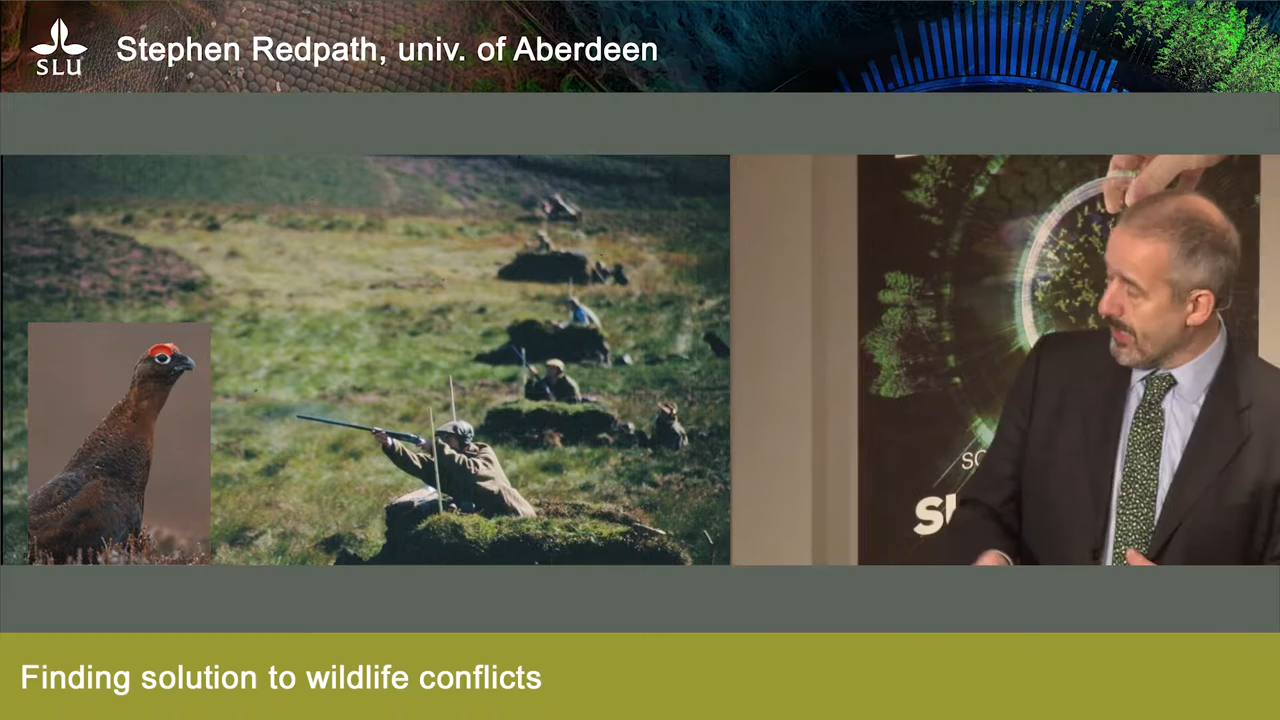 SLU
Stephen Redpath, univ. of Aberdeen
Finding solution to wildlife conflicts